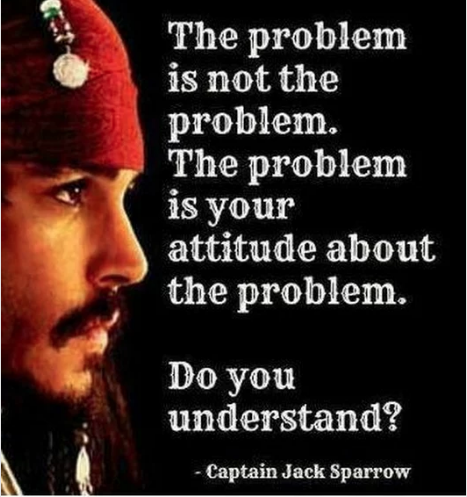 The problem
is not the
problem.
The problem
is your
attitude about
the problem.
Do you
understand?
- Captain Jack Sparrow